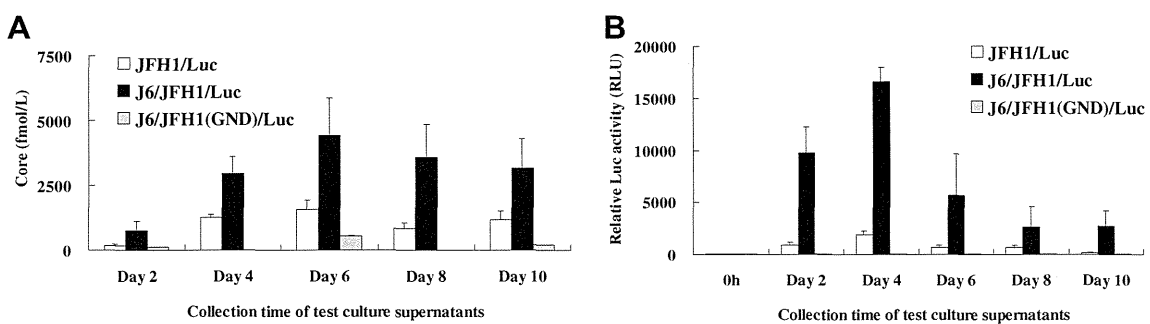 A
7500
5000
2500
0
Core (fmol/L)
JFH1/Luc
J6/JFH1/Luc
J6/JFH1(GND)/Luc
Day 2 Day 4 Day 6 Day 8 Day 10
Collection time of test culture supernatants
B
20000
15000
10000
5000
0
Relative Luc activity (RLU)
JFH1/Luc
J6/JFH1/Luc
J6/JFH1(GND)/Luc
0h Day 2 Day 4 Day 6 Day 8 Day 10
Collection time of test culture supernatants